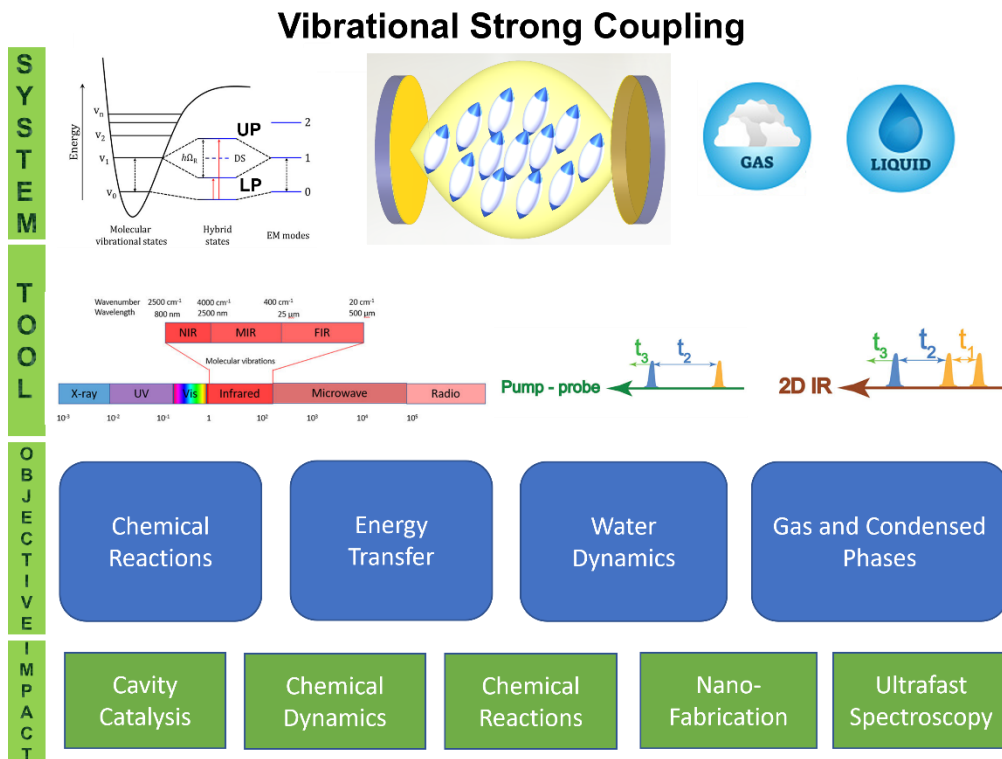 Vibrational Strong Coupling
SYSTEM
Energy
Vn
V2
V1
V0
UP
LP
ħΩR
DS
2
1
0
Molecular
vibrational states
Hybrid
states
EM modes
GAS
LIQUID
TOOL
Wavenumber 2500 cm-1 4000 cm-1 400 cm-1 20 cm-1
Wavelength 800 nm 2500 nm 25 µm 500 µm
NIR MIR FIR
Molecular vibrations
X-ray UV Vis Infrared Microwave Radio
10-3 10-2 10-1 1 102 103 104 106
t3 t2
Pump - probe
t3 t2 t1
2D IR
OBJECTIVE
Chemical
Reactions
Energy
Transfer
Water
Dynamics
Gas and Condensed
Phases
IMPACT
Cavity
Catalysis
Chemical
Dynamics
Chemical
Reactions
Nano-
Fabrication
Ultrafast
Spectroscopy